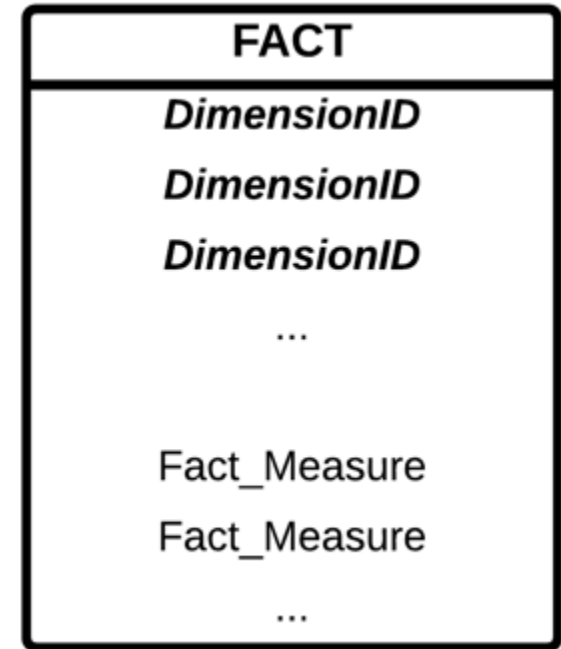 FACT
DimensionID
DimensionID
DimensionID
...
Fact_Measure
Fact_Measure
...